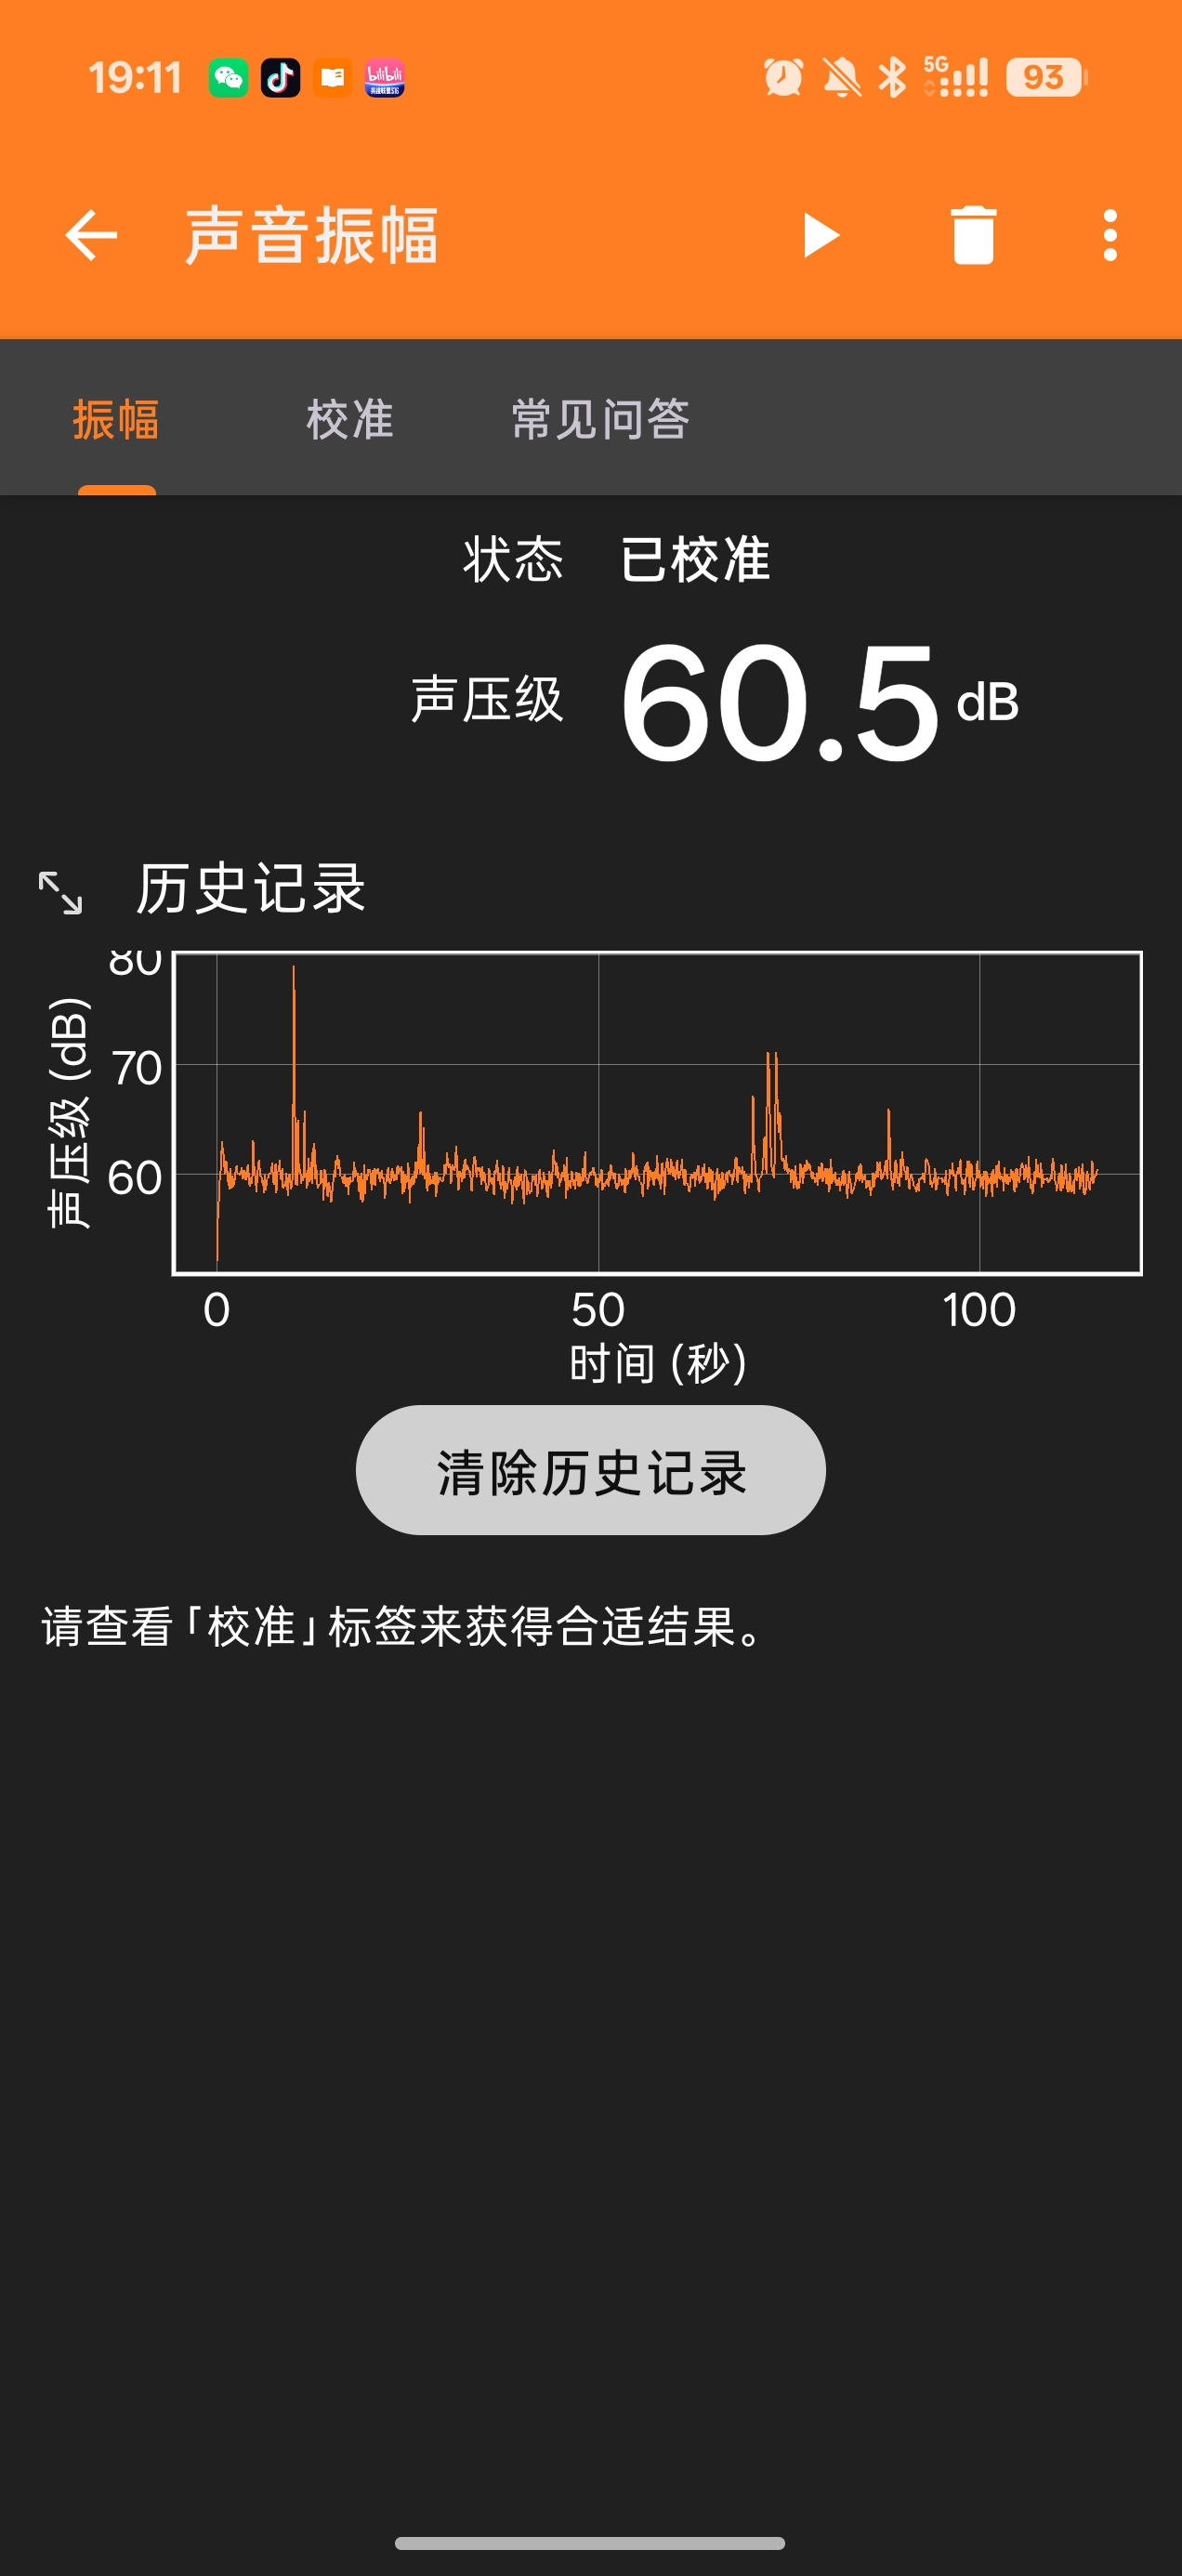 19:11
bilibili
5G
93
声音振幅
振幅 校准 常见问答
状态 已校准
声压级 60.5 dB
历史记录
声压级 (dB)
80
70
60
0 50 100
时间 (秒)
清除历史记录
请查看「校准」标签来获得合适结果。